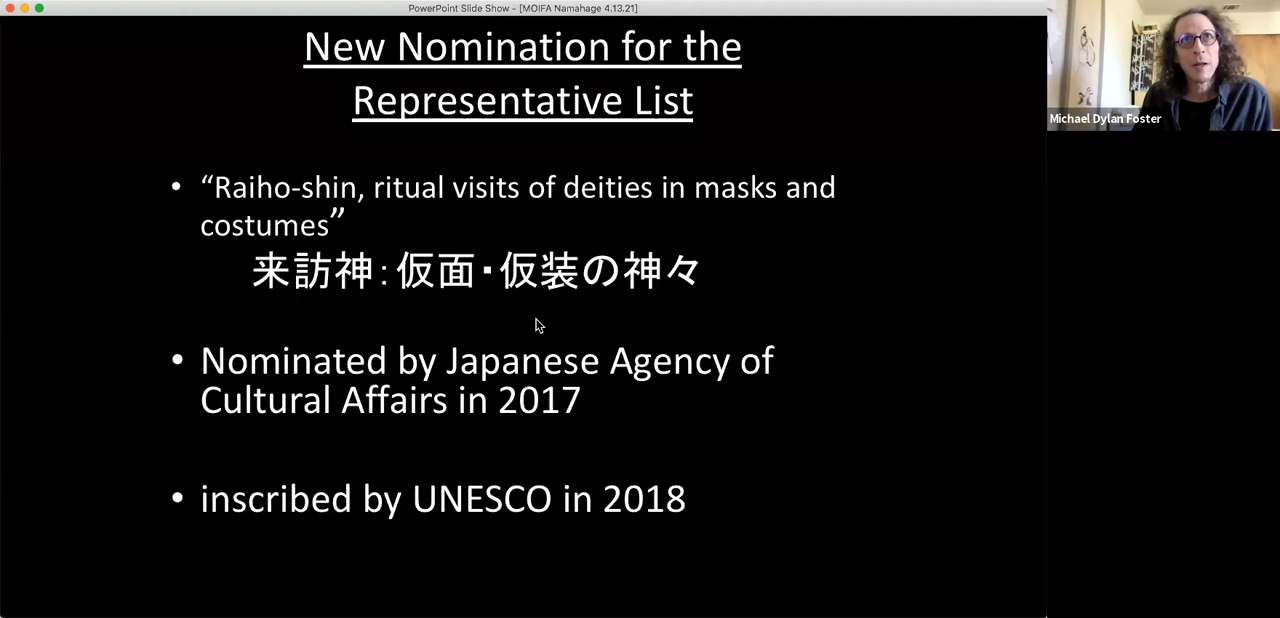 PowerPoint Slide Show - [MOIFA Namahage 4.13.21]
New Nomination for the
Representative List
• “Raiho-shin, ritual visits of deities in masks and
costumes”
来訪神：仮面・仮装の神々
• Nominated by Japanese Agency of
Cultural Affairs in 2017
• inscribed by UNESCO in 2018
Michael Dylan Foster